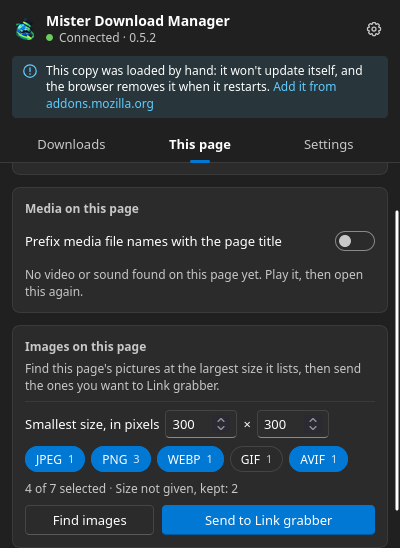 Mister Download Manager
Connected · 0.5.2
This copy was loaded by hand: it won't update itself, and
the browser removes it when it restarts. Add it from
addons.mozilla.org
Downloads This page Settings
Media on this page
Prefix media file names with the page title
No video or sound found on this page yet. Play it, then open
this again.
Images on this page
Find this page's pictures at the largest size it lists, then send
the ones you want to Link grabber.
Smallest size, in pixels 300 × 300
JPEG 1 PNG 3 WEBP 1 GIF 1 AVIF 1
4 of 7 selected · Size not given, kept: 2
Find images Send to Link grabber